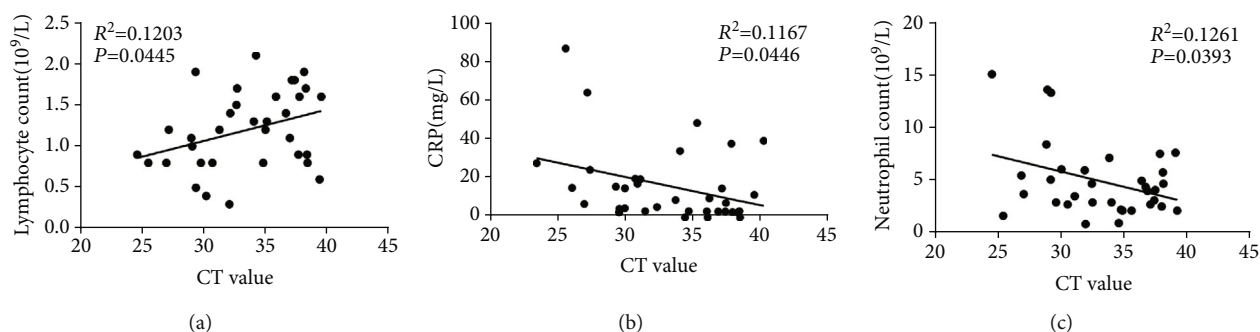 R²=0.1203
P=0.0445
Lymphocyte count(10⁹/L)
2.5
2.0
1.5
1.0
0.5
0.0
20 25 30 35 40 45
CT value
(a)
R²=0.1167
P=0.0446
CRP(mg/L)
100
80
60
40
20
0
20 25 30 35 40 45
CT value
(b)
R²=0.1261
P=0.0393
Neutrophil count(10⁹/L)
20
15
10
5
0
20 25 30 35 40 45
CT value
(c)